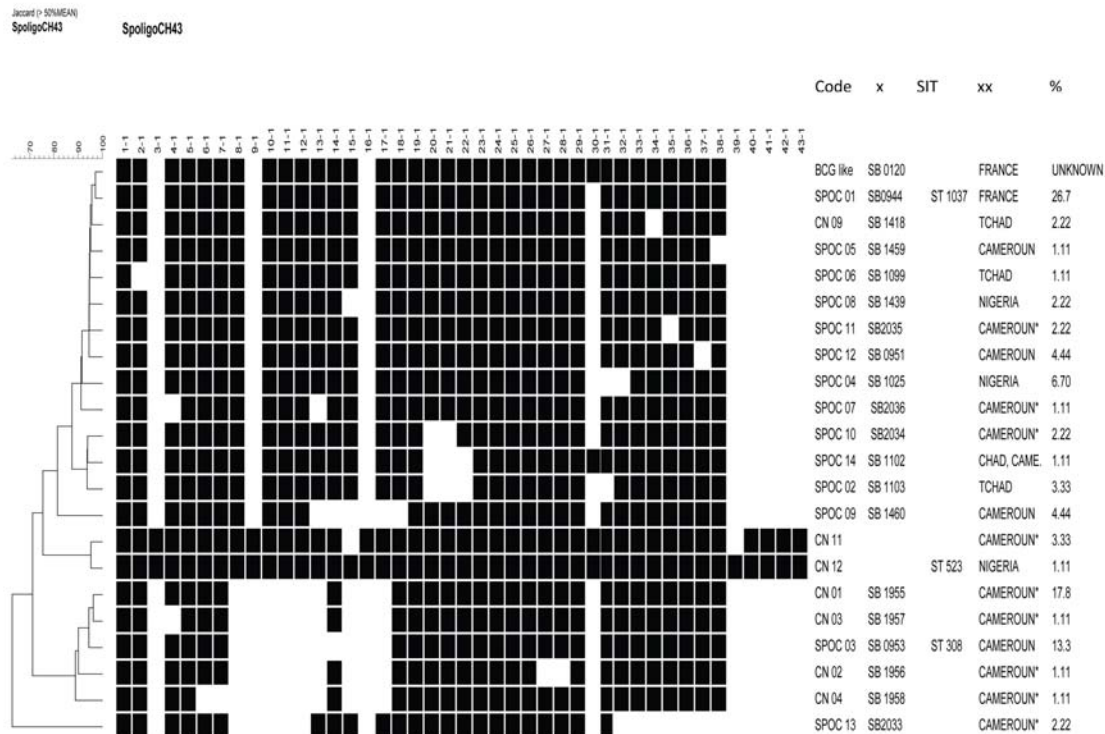 Jaccard (> 50%MEAN)
SpoligoCH43 SpoligoCH43
Code x SIT xx %
70 80 90 100 1-1 2-1 3-1 4-1 6-1 7-1 8-1 9-1 10-1 11-1 12-1 13-1 14-1 15-1 16-1 17-1 18-1 19-1 20-1 21-1 22-1 23-1 24-1 25-1 26-1 27-1 28-1 29-1 30-1 31-1 32-1 33-1 34-1 35-1 36-1 37-1 38-1 39-1 40-1 41-1 42-1 43-1
BCG like SB 0120 FRANCE UNKNOWN
SPOC 01 SB0944 ST 1037 FRANCE 26.7
CN 09 SB 1418 TCHAD 2.22
SPOC 05 SB 1459 CAMEROUN 1.11
SPOC 06 SB 1099 TCHAD 1.11
SPOC 08 SB 1439 NIGERIA 2.22
SPOC 11 SB2035 CAMEROUN* 2.22
SPOC 12 SB 0951 CAMEROUN 4.44
SPOC 04 SB 1025 NIGERIA 6.70
SPOC 07 SB2036 CAMEROUN* 1.11
SPOC 10 SB2034 CAMEROUN* 2.22
SPOC 14 SB 1102 CHAD, CAME. 1.11
SPOC 02 SB 1103 TCHAD 3.33
SPOC 09 SB 1460 CAMEROUN 4.44
CN 11 CAMEROUN* 3.33
CN 12 ST 523 NIGERIA 1.11
CN 01 SB 1955 CAMEROUN* 17.8
CN 03 SB 1957 CAMEROUN* 1.11
SPOC 03 SB 0953 ST 308 CAMEROUN 13.3
CN 02 SB 1956 CAMEROUN* 1.11
CN 04 SB 1958 CAMEROUN* 1.11
SPOC 13 SB2033 CAMEROUN* 2.22